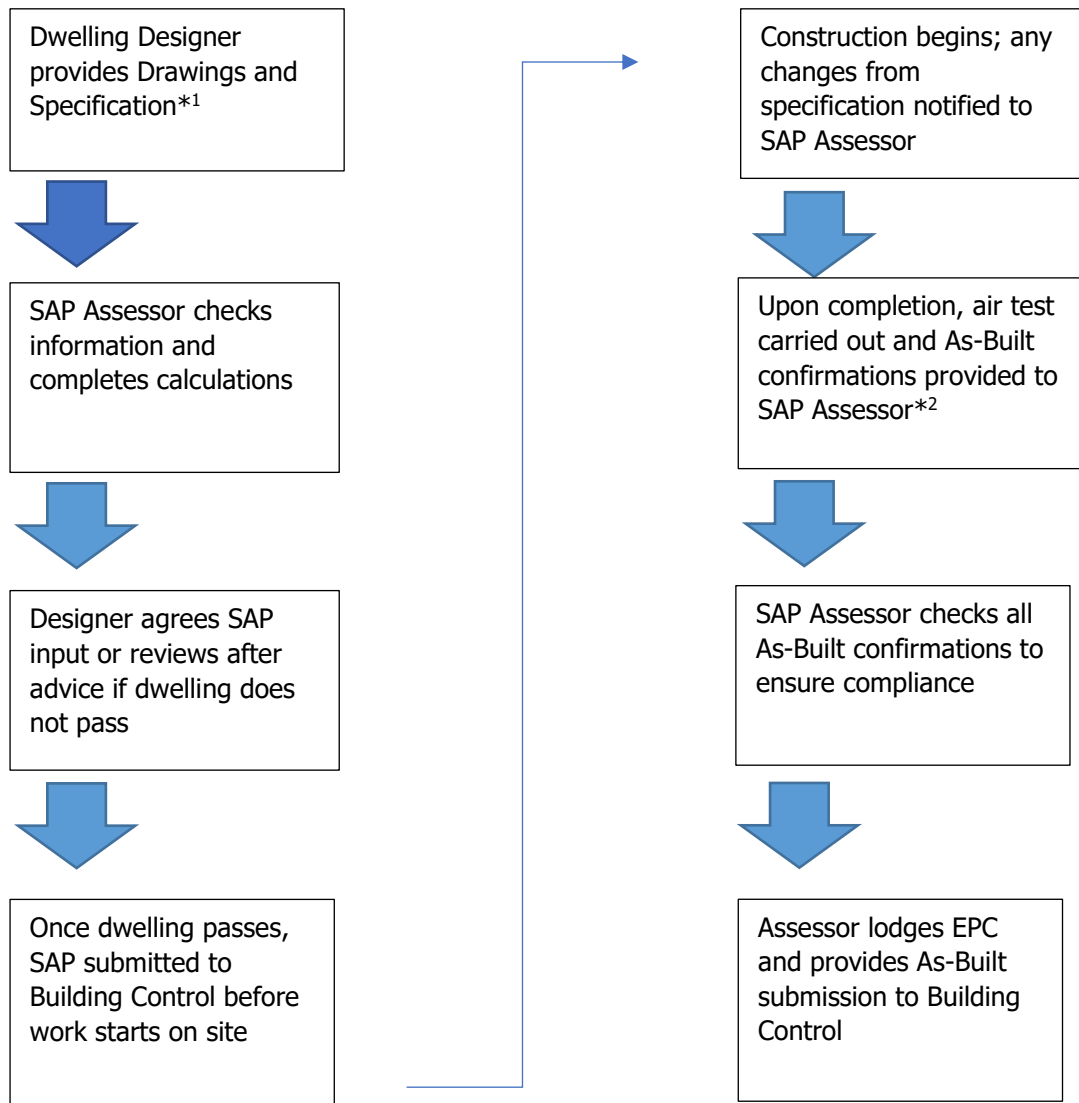 Dwelling Designer
provides Drawings and
Specification*1
SAP Assessor checks
information and
completes calculations
Designer agrees SAP
input or reviews after
advice if dwelling does
not pass
Once dwelling passes,
SAP submitted to
Building Control before
work starts on site
Construction begins; any
changes from
specification notified to
SAP Assessor
Upon completion, air test
carried out and As-Built
confirmations provided to
SAP Assessor*2
SAP Assessor checks all
As-Built confirmations to
ensure compliance
Assessor lodges EPC
and provides As-Built
submission to Building
Control